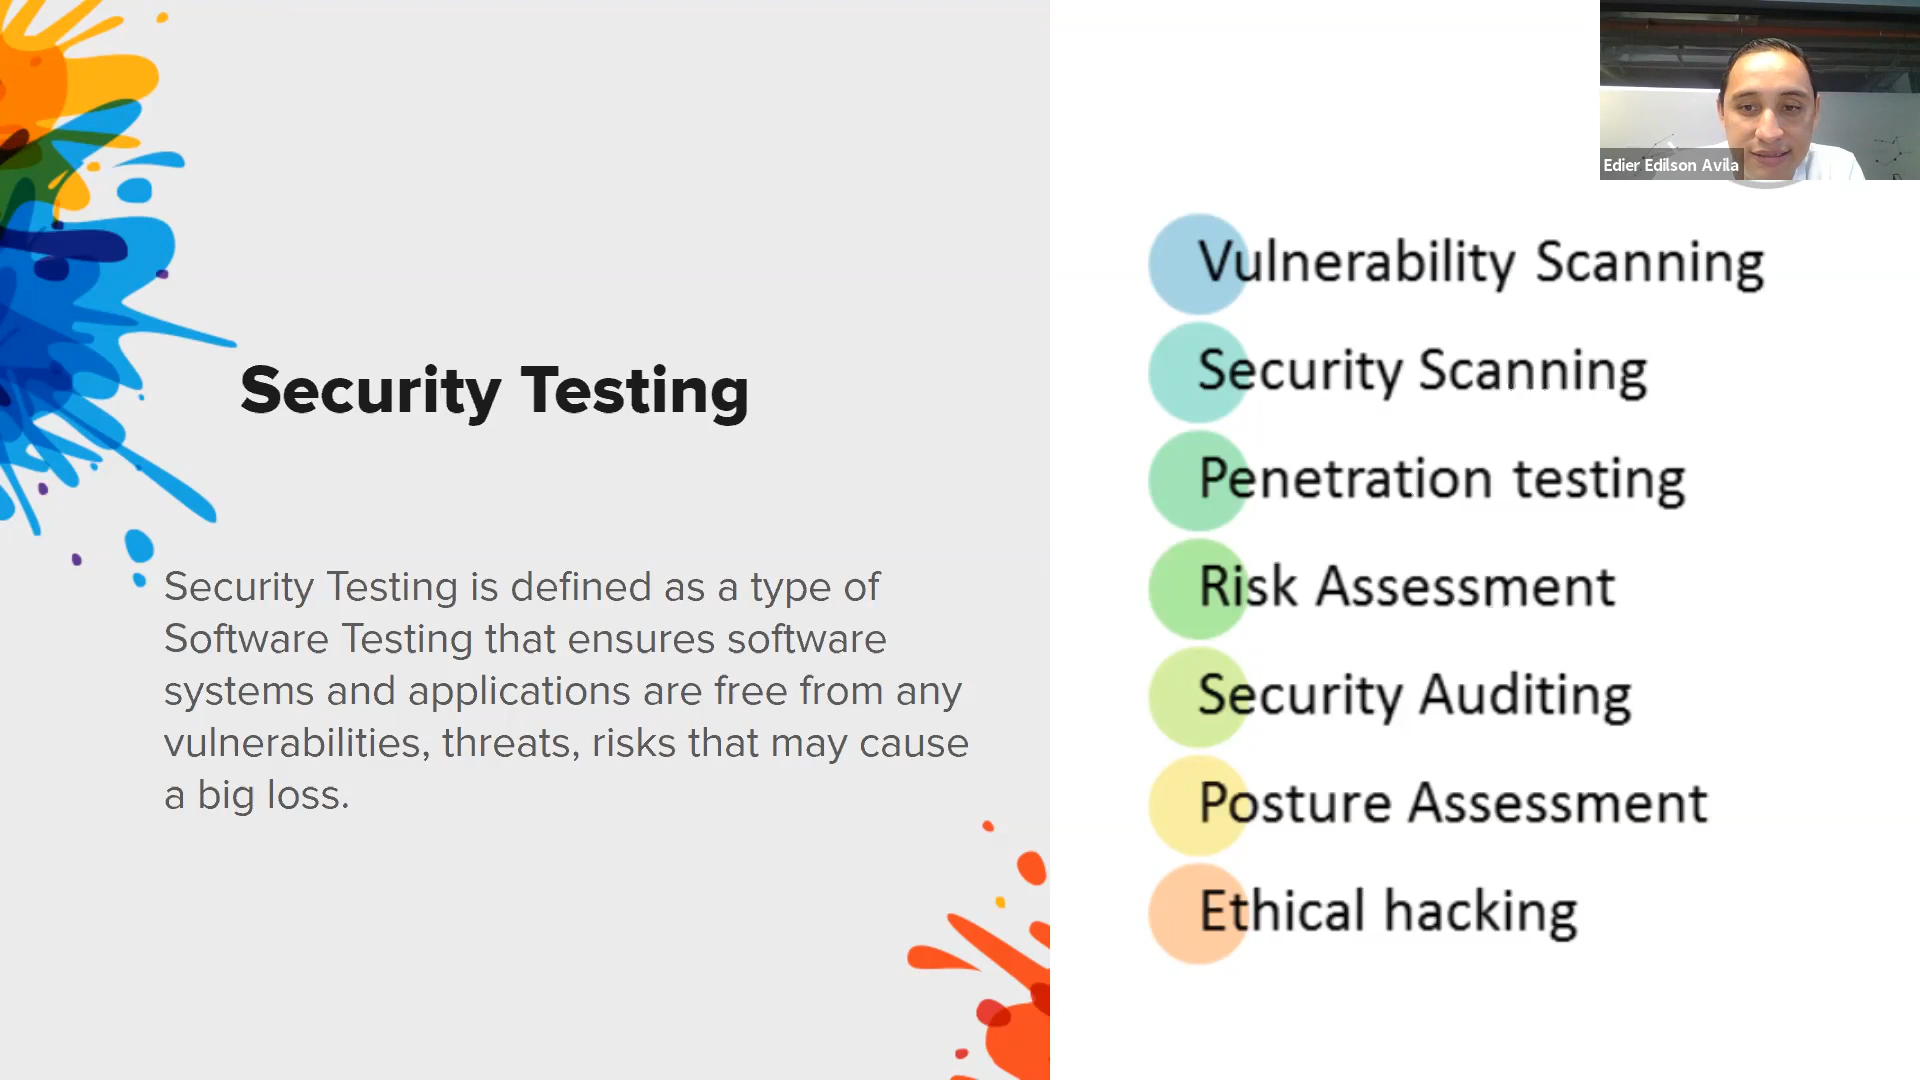 Security Testing
Security Testing is defined as a type of
Software Testing that ensures software
systems and applications are free from any
vulnerabilities, threats, risks that may cause
a big loss.
Edier Edilson Avila
Vulnerability Scanning
Security Scanning
Penetration testing
Risk Assessment
Security Auditing
Posture Assessment
Ethical hacking